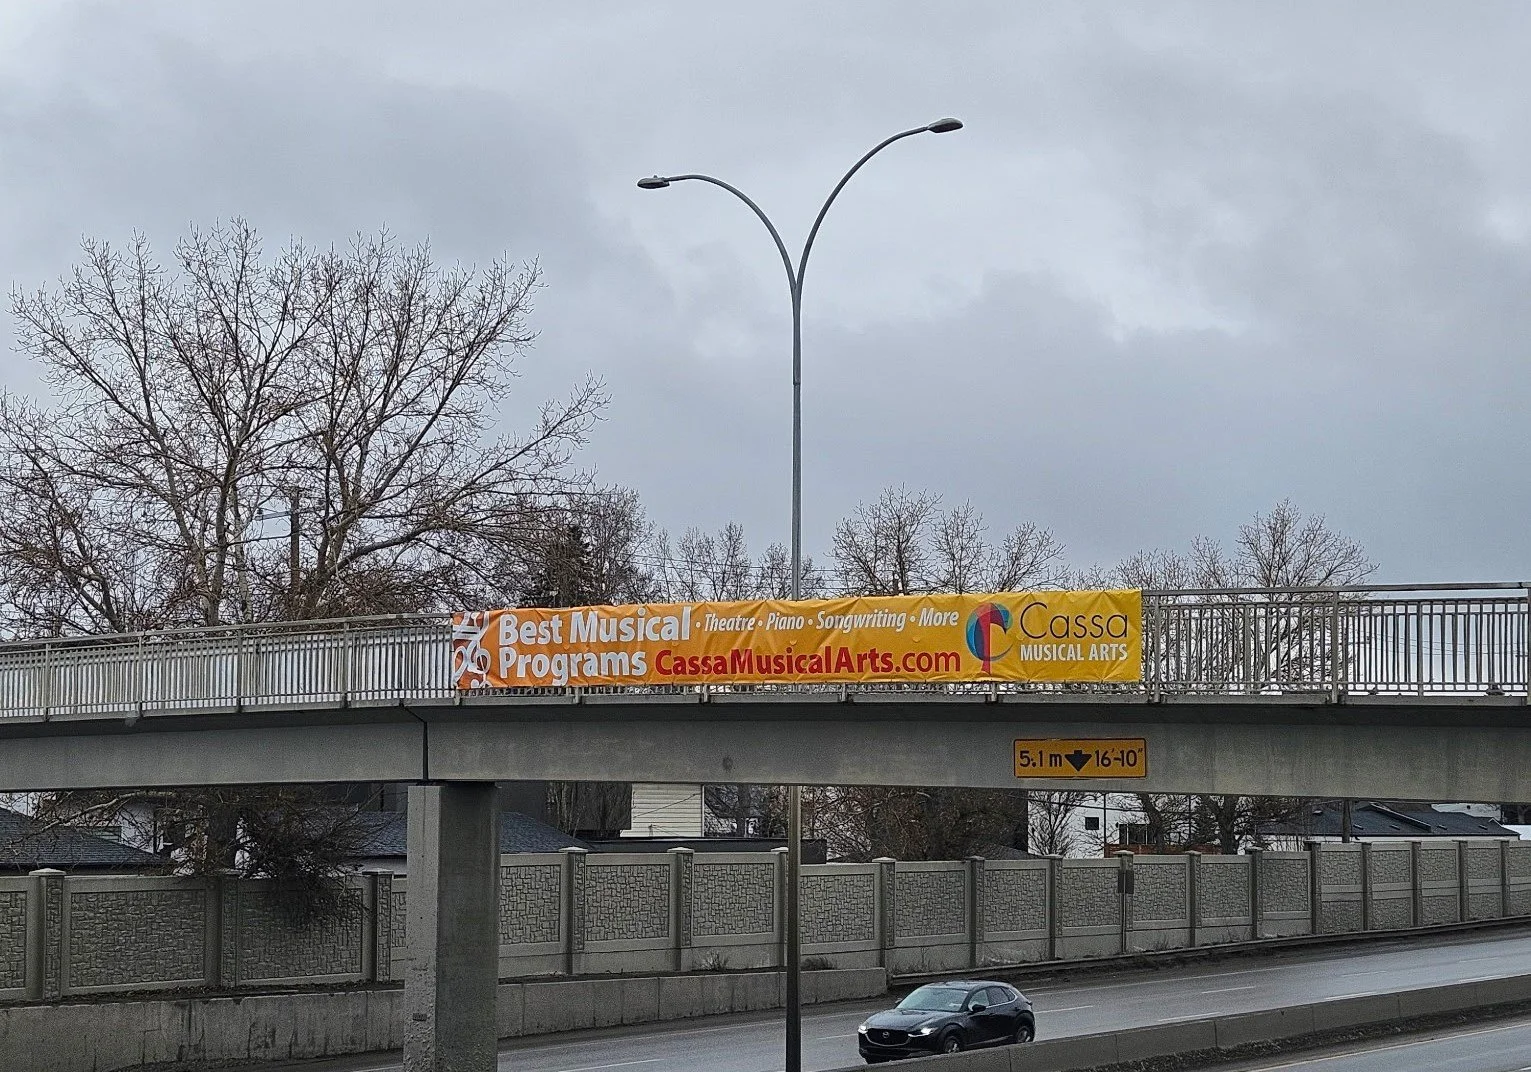 Best Musical • Theatre • Piano • Songwriting • More
Programs CassaMusicalArts.com
Cassa
MUSICAL ARTS
5.1 m 16'-10"